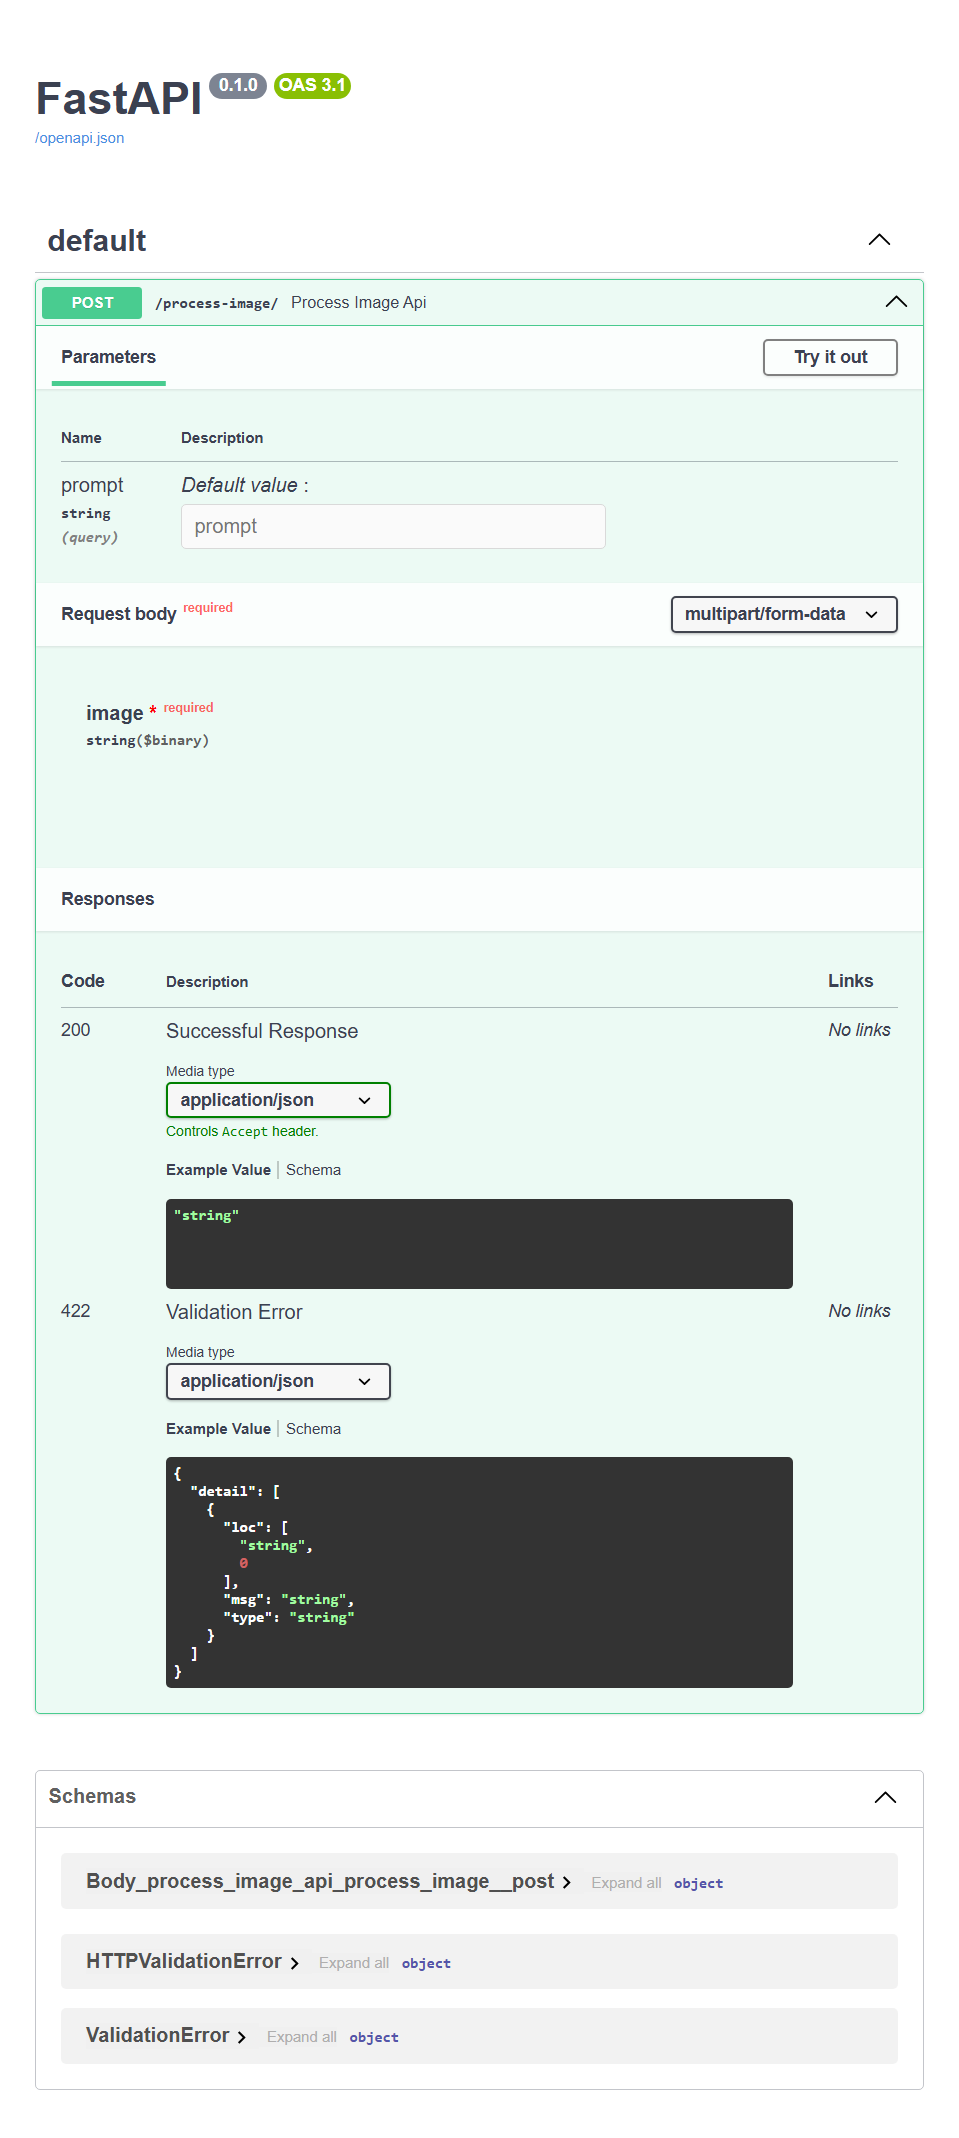 FastAPI 0.1.0 OAS 3.1
/openapi.json
default
POST /process-image/ Process Image Api
Parameters Try it out
Name Description
prompt Default value :
string prompt
(query)
Request body required multipart/form-data
image * required
string($binary)
Responses
Code Description Links
200 Successful Response No links
Media type
application/json
Controls Accept header.
Example Value Schema
"string"
422 Validation Error No links
Media type
application/json
Example Value Schema
{
"detail": [
{
"loc": [
"string",
0
],
"msg": "string",
"type": "string"
}
]
}
Schemas
Body_process_image_api_process_image__post Expand all object
HTTPValidationError Expand all object
ValidationError Expand all object